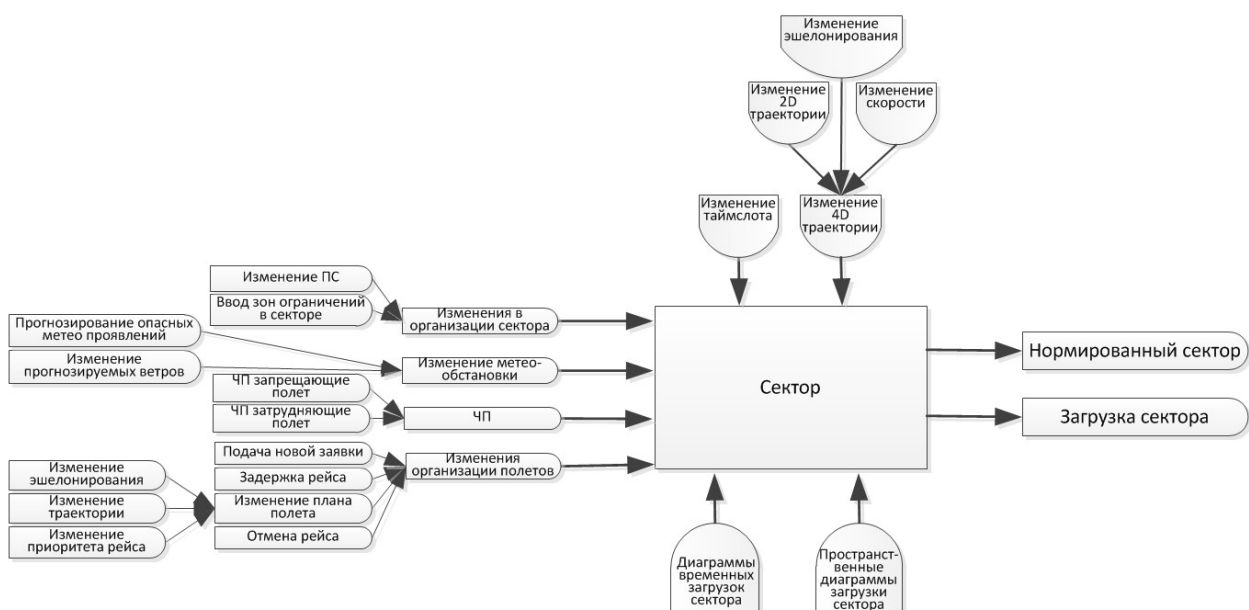 Изменение
эшелонирования
Изменение
2D
траектории
Изменение
скорости
Изменение
таймслота
Изменение
4D
траектории
Изменение ПС
Ввод зон ограничений
в секторе
Изменения в
организации сектора
Прогнозирование опасных
метео проявлений
Изменение
прогнозируемых ветров
Изменение метео-
обстановки
ЧП запрещающие
полет
ЧП затрудняющие
полет
ЧП
Подача новой заявки
Задержка рейса
Изменение плана
полета
Отмена рейса
Изменения
организации полетов
Изменение
эшелонирования
Изменение
траектории
Изменение
приоритета рейса
Сектор
Нормированный сектор
Загрузка сектора
Диаграммы
временных
загрузок
сектора
Пространст-
венные
диаграммы
загрузки
сектора